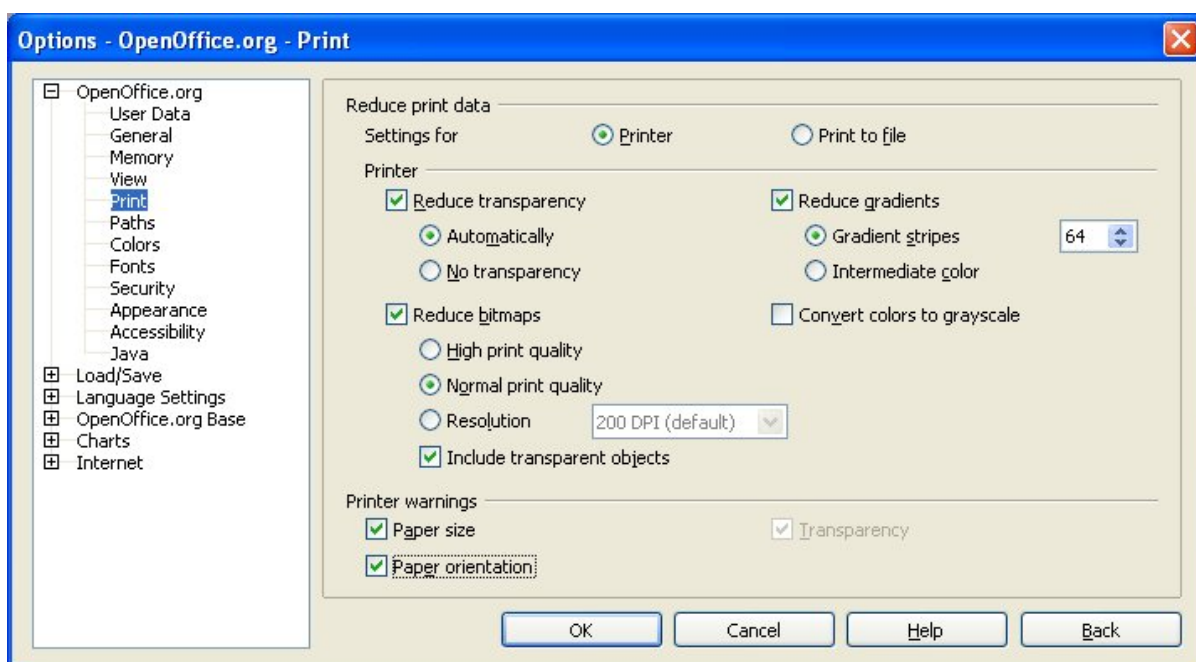 Options - OpenOffice.org - Print
OpenOffice.org
User Data
General
Memory
View
Print
Paths
Colors
Fonts
Security
Appearance
Accessibility
Java
Load/Save
Language Settings
OpenOffice.org Base
Charts
Internet
Reduce print data
Settings for Printer Print to file
Printer
Reduce transparency Reduce gradients
Automatically Gradient stripes 64
No transparency Intermediate color
Reduce bitmaps Convert colors to grayscale
High print quality
Normal print quality
Resolution 200 DPI (default)
Include transparent objects
Printer warnings
Paper size Transparency
Paper orientation
OK Cancel Help Back